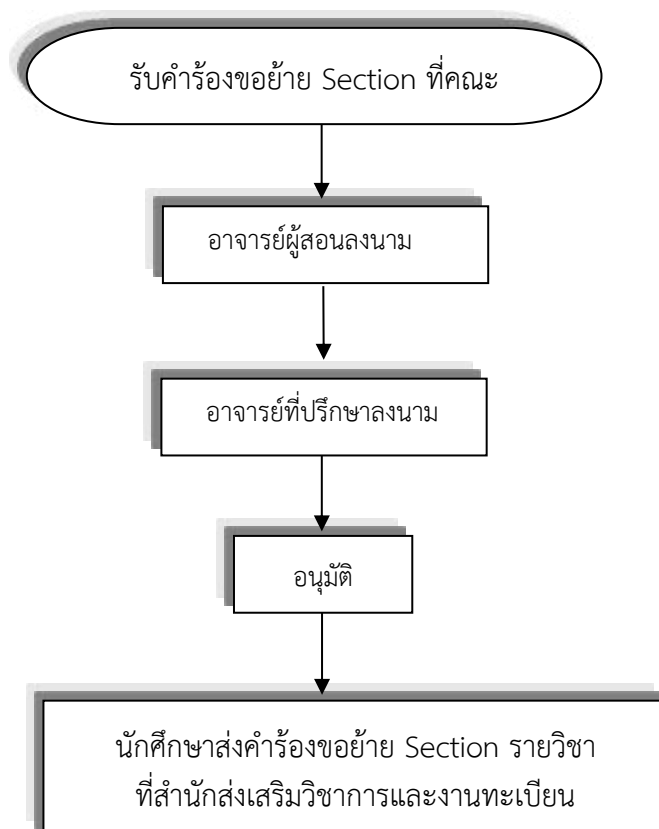 รับคำร้องขอย้าย Section ที่คณะ
อาจารย์ผู้สอนลงนาม
อาจารย์ที่ปรึกษาลงนาม
อนุมัติ
นักศึกษาส่งคำร้องขอย้าย Section รายวิชา
ที่สำนักส่งเสริมวิชาการและงานทะเบียน